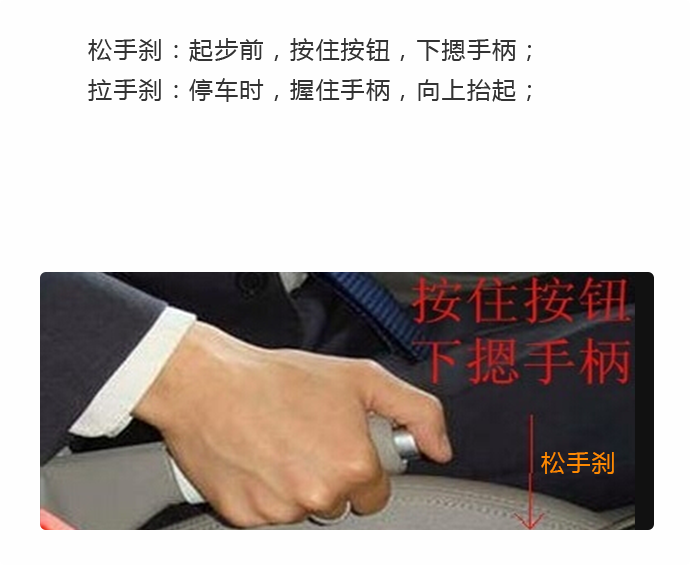 松手刹：起步前，按住按钮，下摁手柄；
拉手刹：停车时，握住手柄，向上抬起；
按住按钮
下摁手柄
松手刹